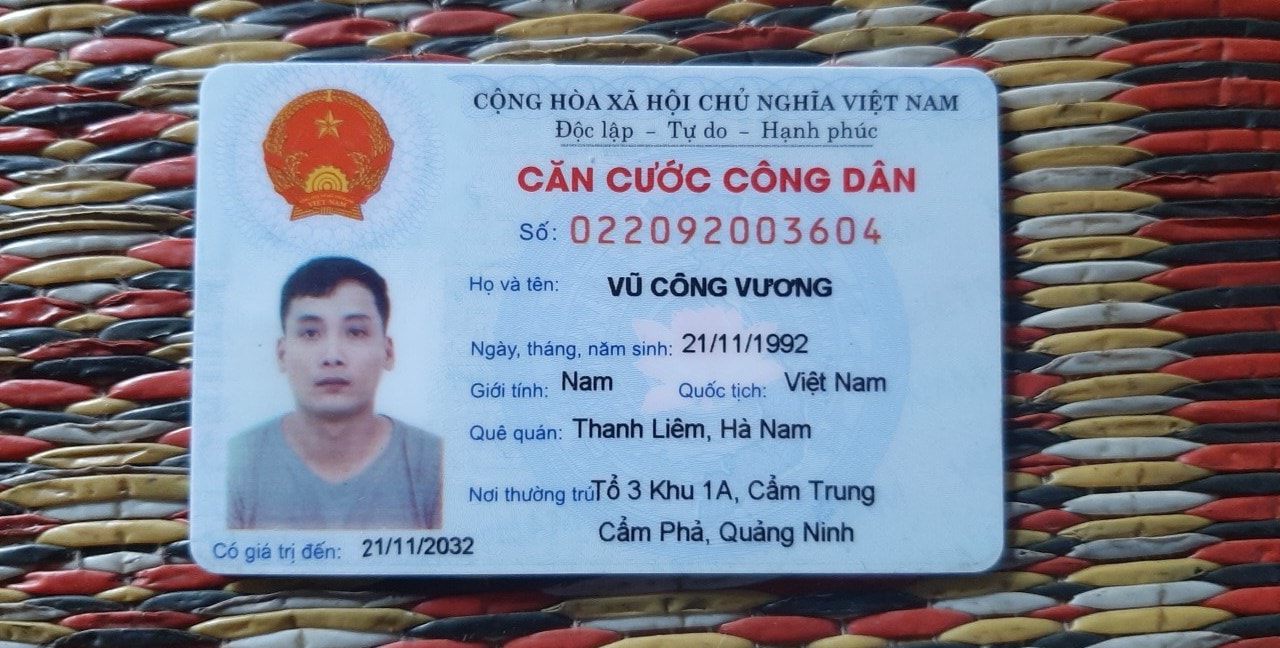 CỘNG HÒA XÃ HỘI CHỦ NGHĨA VIỆT NAM
Độc lập - Tự do - Hạnh phúc
CĂN CƯỚC CÔNG DÂN
Số: 022092003604
Họ và tên: VŨ CÔNG VƯƠNG
Ngày, tháng, năm sinh: 21/11/1992
Giới tính: Nam Quốc tịch: Việt Nam
Quê quán: Thanh Liêm, Hà Nam
Nơi thường trú Tổ 3 Khu 1A, Cẩm Trung
Cẩm Phả, Quảng Ninh
Có giá trị đến: 21/11/2032
VIỆT NAM